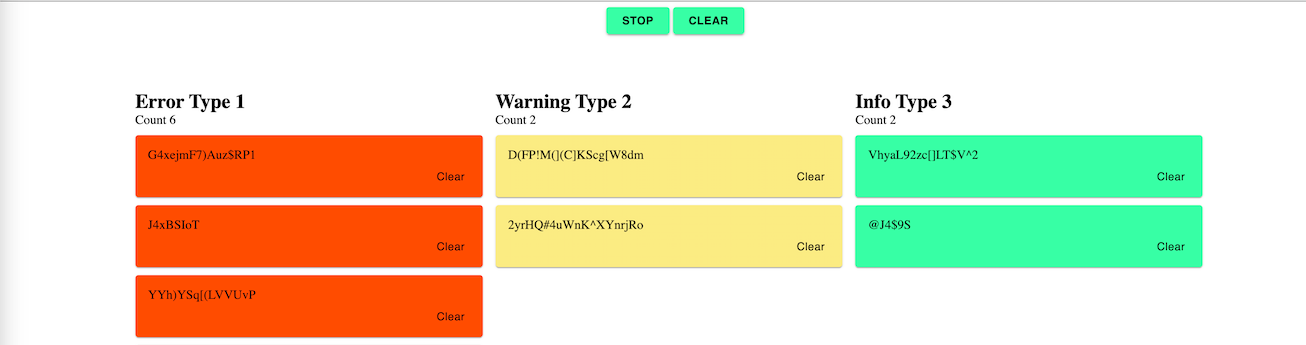 STOP CLEAR
Error Type 1
Count 6
G4xejmF7)Auz$RP1
Clear
J4xBSIoT
Clear
YYh)YSq[(LVVUvP
Clear
Warning Type 2
Count 2
D(FP!M(](C]KScg[W8dm
Clear
2yrHQ#4uWnK^XYnrjRo
Clear
Info Type 3
Count 2
VhyaL92zc[]LT$V^2
Clear
@J4$9S
Clear